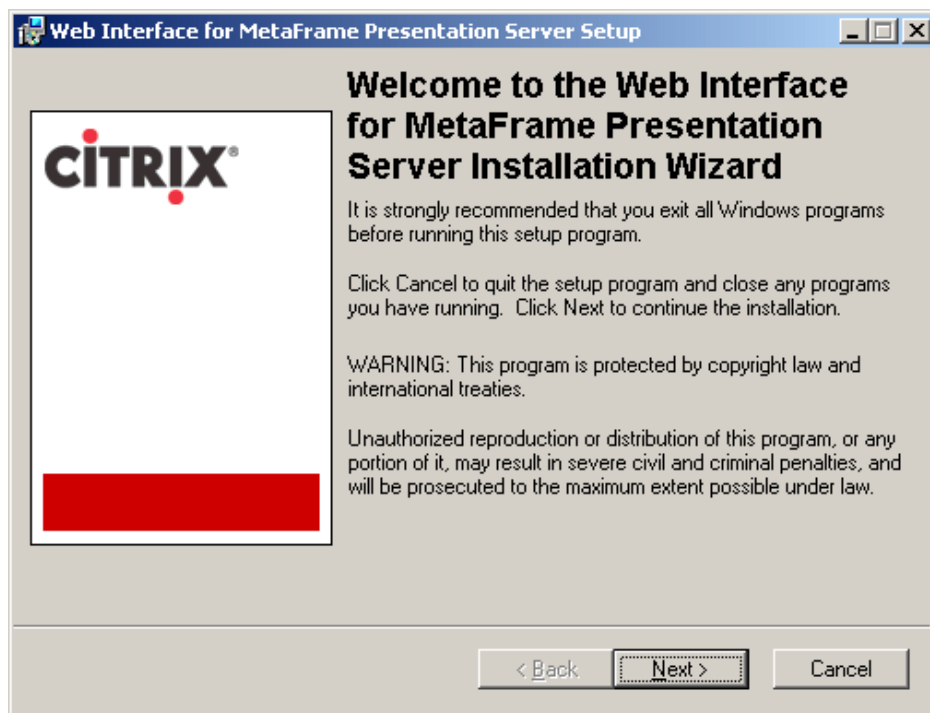 Web Interface for MetaFrame Presentation Server Setup
Welcome to the Web Interface
for MetaFrame Presentation
Server Installation Wizard
CITRIX®
It is strongly recommended that you exit all Windows programs
before running this setup program.
Click Cancel to quit the setup program and close any programs
you have running.  Click Next to continue the installation.
WARNING: This program is protected by copyright law and
international treaties.
Unauthorized reproduction or distribution of this program, or any
portion of it, may result in severe civil and criminal penalties, and
will be prosecuted to the maximum extent possible under law.
< Back
Next >
Cancel